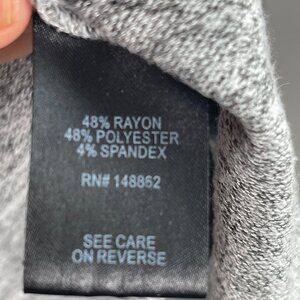 48% RAYON
48% POLYESTER
4% SPANDEX
RN# 148862
SEE CARE
ON REVERSE